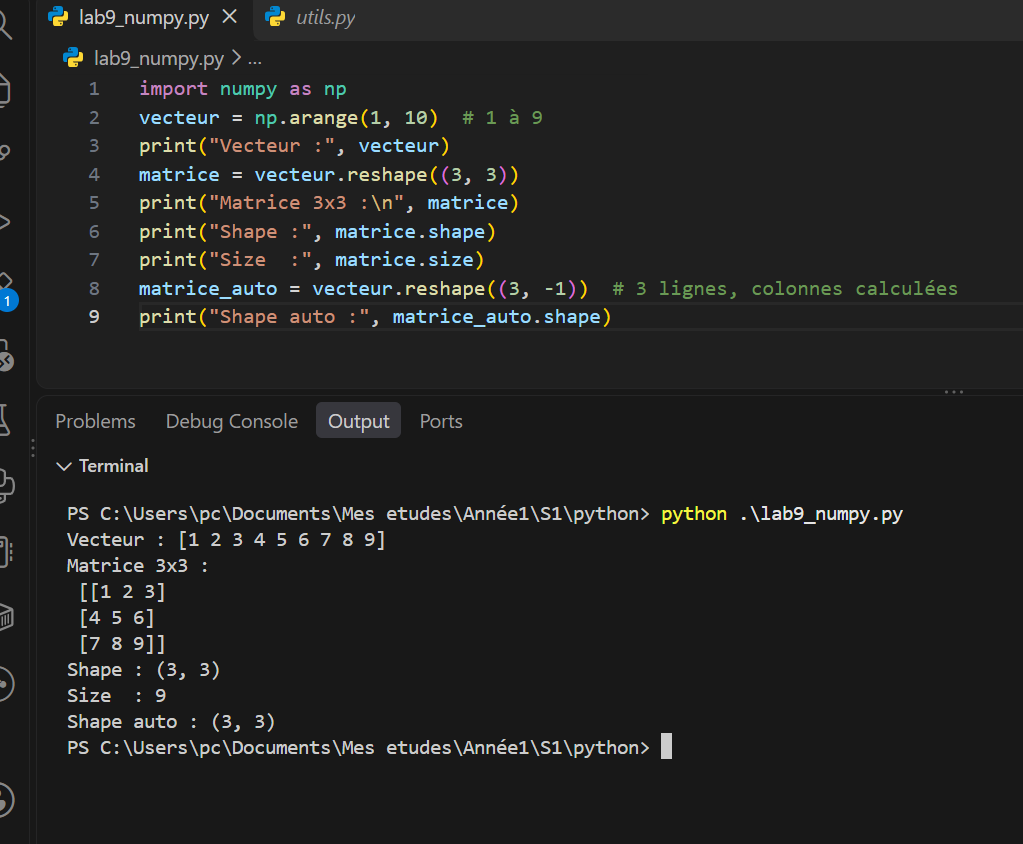 lab9_numpy.py
utils.py
lab9_numpy.py > ...
1 import numpy as np
2 vecteur = np.arange(1, 10)  # 1 à 9
3 print("Vecteur :", vecteur)
4 matrice = vecteur.reshape((3, 3))
5 print("Matrice 3x3 :\n", matrice)
6 print("Shape :", matrice.shape)
7 print("Size  :", matrice.size)
8 matrice_auto = vecteur.reshape((3, -1))  # 3 lignes, colonnes calculées
9 print("Shape auto :", matrice_auto.shape)
1
Problems Debug Console Output Ports
Terminal
PS C:\Users\pc\Documents\Mes etudes\Année1\S1\python> python .\lab9_numpy.py
Vecteur : [1 2 3 4 5 6 7 8 9]
Matrice 3x3 :
 [[1 2 3]
 [4 5 6]
 [7 8 9]]
Shape : (3, 3)
Size  : 9
Shape auto : (3, 3)
PS C:\Users\pc\Documents\Mes etudes\Année1\S1\python>